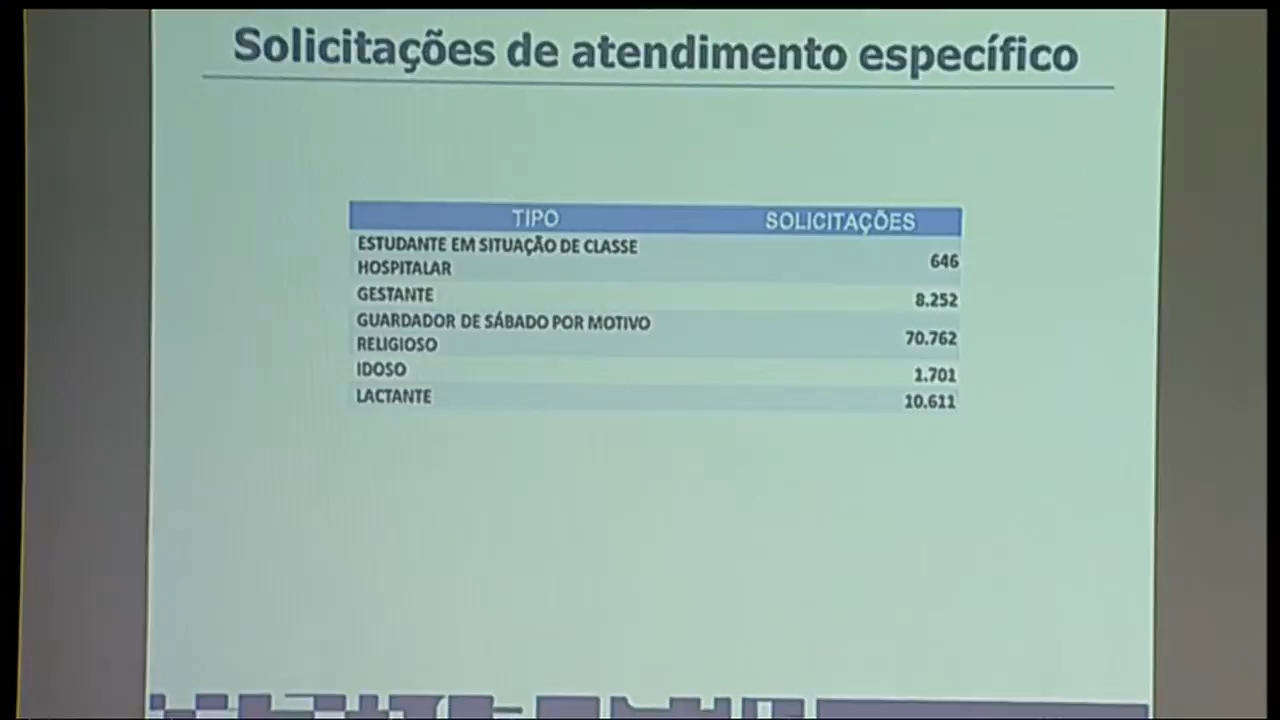 Solicitações de atendimento específico
TIPO SOLICITAÇÕES
ESTUDANTE EM SITUAÇÃO DE CLASSE
HOSPITALAR 646
GESTANTE 8.252
GUARDADOR DE SÁBADO POR MOTIVO
RELIGIOSO 70.762
IDOSO 1.701
LACTANTE 10.611